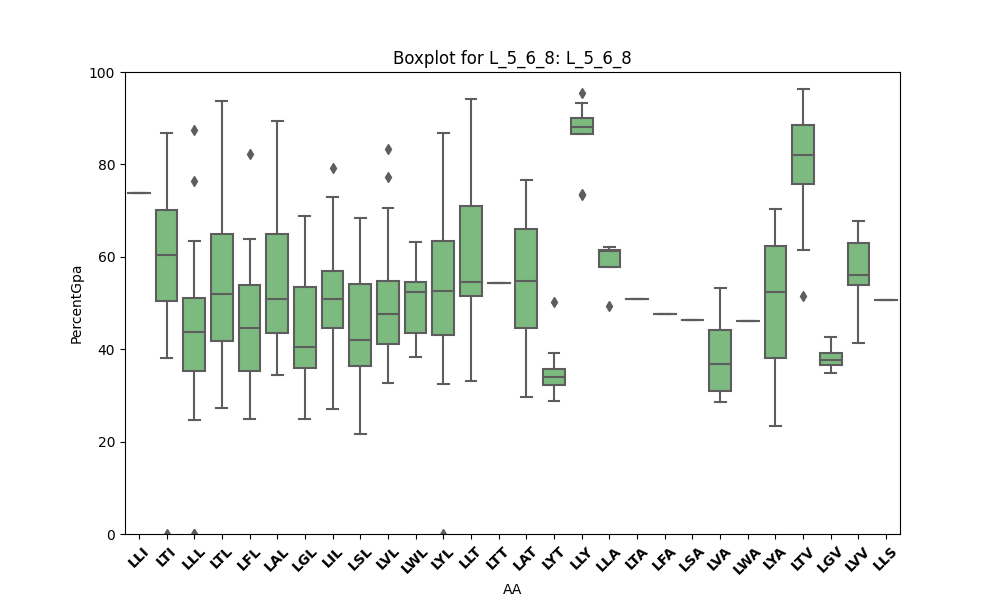 Boxplot for L_5_6_8: L_5_6_8
100
80
60
40
20
0
PercentGpa
LLI LTI LLL LTL LFL LAL LGL LIL LSL LVL LWL LYL LLT LTT LAT LYT LLY LLA LTA LFA LSA LVA LWA LYA LTV LGV LVV LLS
AA